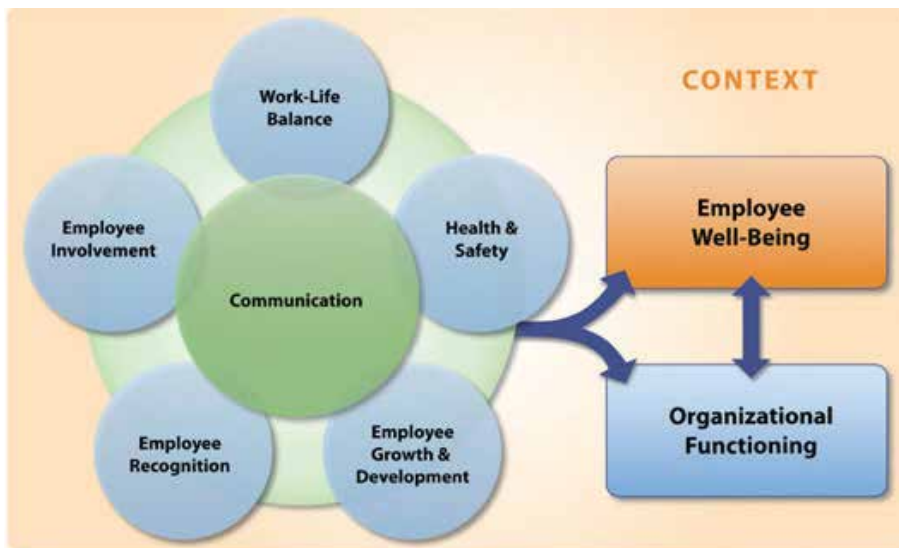 Work-Life
Balance
CONTEXT
Employee
Involvement
Health &
Safety
Communication
Employee
Well-Being
Employee
Recognition
Employee
Growth &
Development
Organizational
Functioning